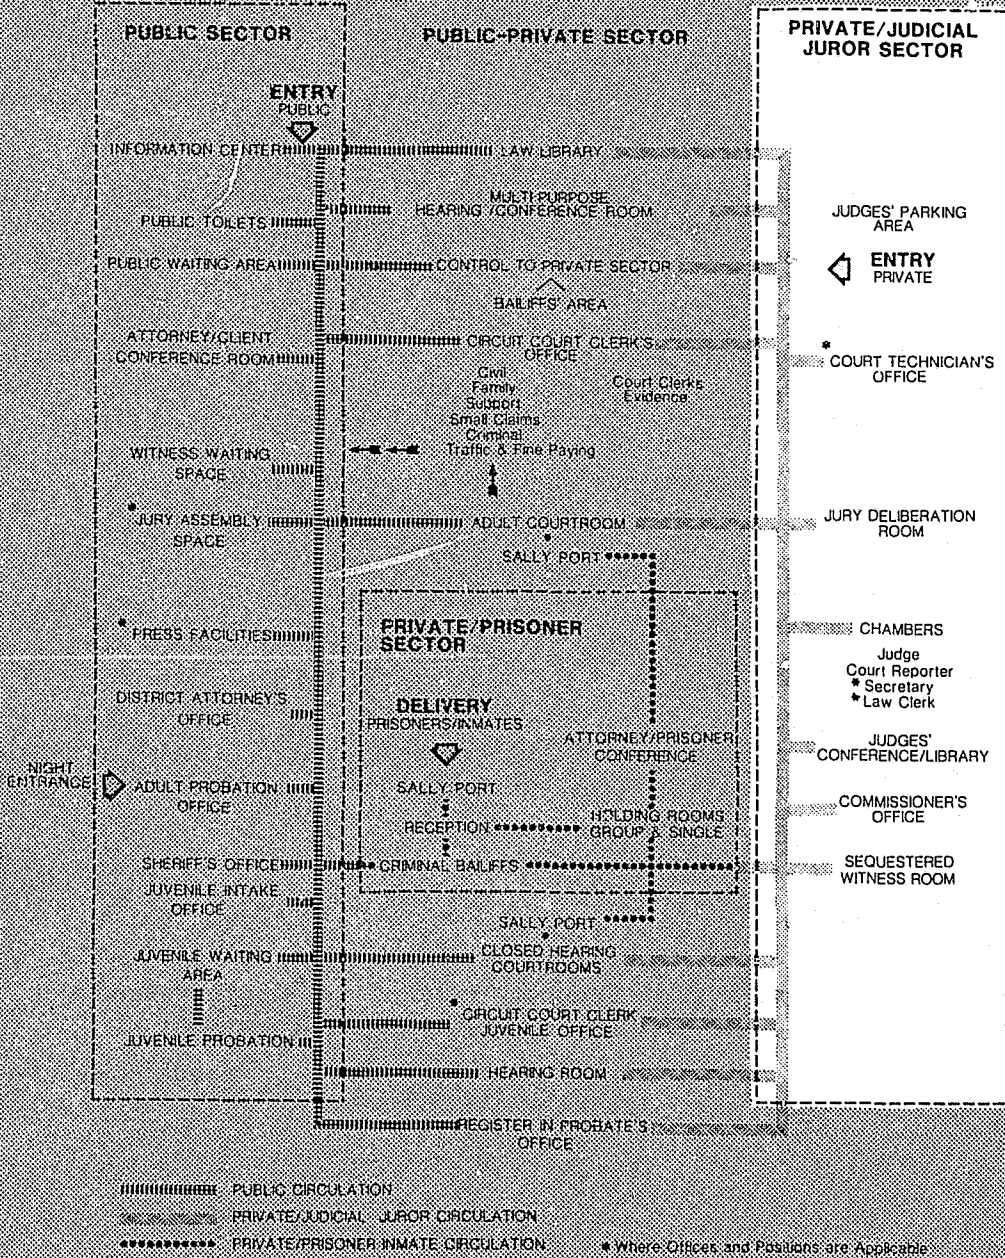 PUBLIC SECTOR
ENTRY
PUBLIC
INFORMATION CENTER
PUBLIC TOILETS
PUBLIC WAITING AREA
ATTORNEY/CLIENT
CONFERENCE ROOM
WITNESS WAITING
SPACE
*JURY ASSEMBLY
SPACE
*PRESS FACILITIES
DISTRICT ATTORNEY'S
OFFICE
NIGHT
ENTRANCE
ADULT PROBATION
OFFICE
SHERIFF'S OFFICE
JUVENILE INTAKE
OFFICE
JUVENILE WAITING
AREA
JUVENILE PROBATION
PUBLIC-PRIVATE SECTOR
LAW LIBRARY
MULTI-PURPOSE
HEARING/CONFERENCE ROOM
CONTROL TO PRIVATE SECTOR
BAILIFFS' AREA
CIRCUIT COURT CLERK'S
OFFICE
Civil
Family
Support
Small Claims
Criminal
Traffic & Fine Paying
Court Clerks
Evidence
ADULT COURTROOM
SALLY PORT
PRIVATE/PRISONER
SECTOR
DELIVERY
PRISONERS/INMATES
SALLY PORT
RECEPTION
ATTORNEY/PRISONER
CONFERENCE
HOLDING ROOMS
GROUP & SINGLE
CRIMINAL BAILIFFS
SALLY PORT
CLOSED HEARING
COURTROOMS
*
CIRCUIT COURT CLERK
JUVENILE OFFICE
HEARING ROOM
REGISTER IN PROBATE'S
OFFICE
PRIVATE/JUDICIAL
JUROR SECTOR
JUDGES' PARKING
AREA
ENTRY
PRIVATE
*
COURT TECHNICIAN'S
OFFICE
JURY DELIBERATION
ROOM
CHAMBERS
Judge
Court Reporter
* Secretary
* Law Clerk
JUDGES'
CONFERENCE/LIBRARY
COMMISSIONER'S
OFFICE
SEQUESTERED
WITNESS ROOM
PUBLIC CIRCULATION
PRIVATE/JUDICIAL JUROR CIRCULATION
PRIVATE/PRISONER INMATE CIRCULATION
* Where Offices and Positions are Applicable